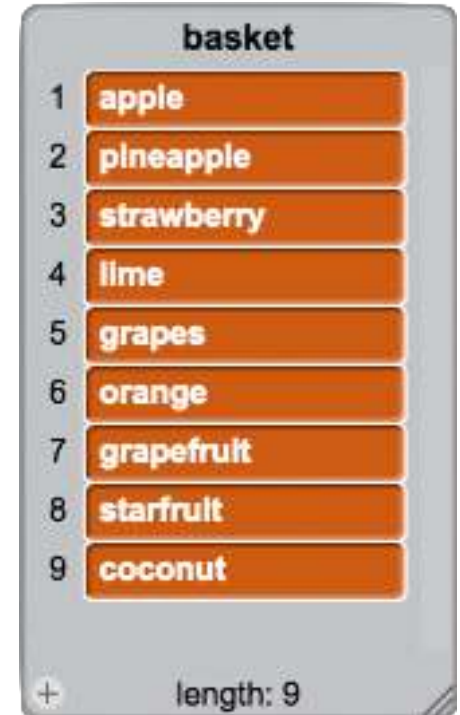 basket
1 apple
2 pineapple
3 strawberry
4 lime
5 grapes
6 orange
7 grapefruit
8 starfruit
9 coconut
+ length: 9